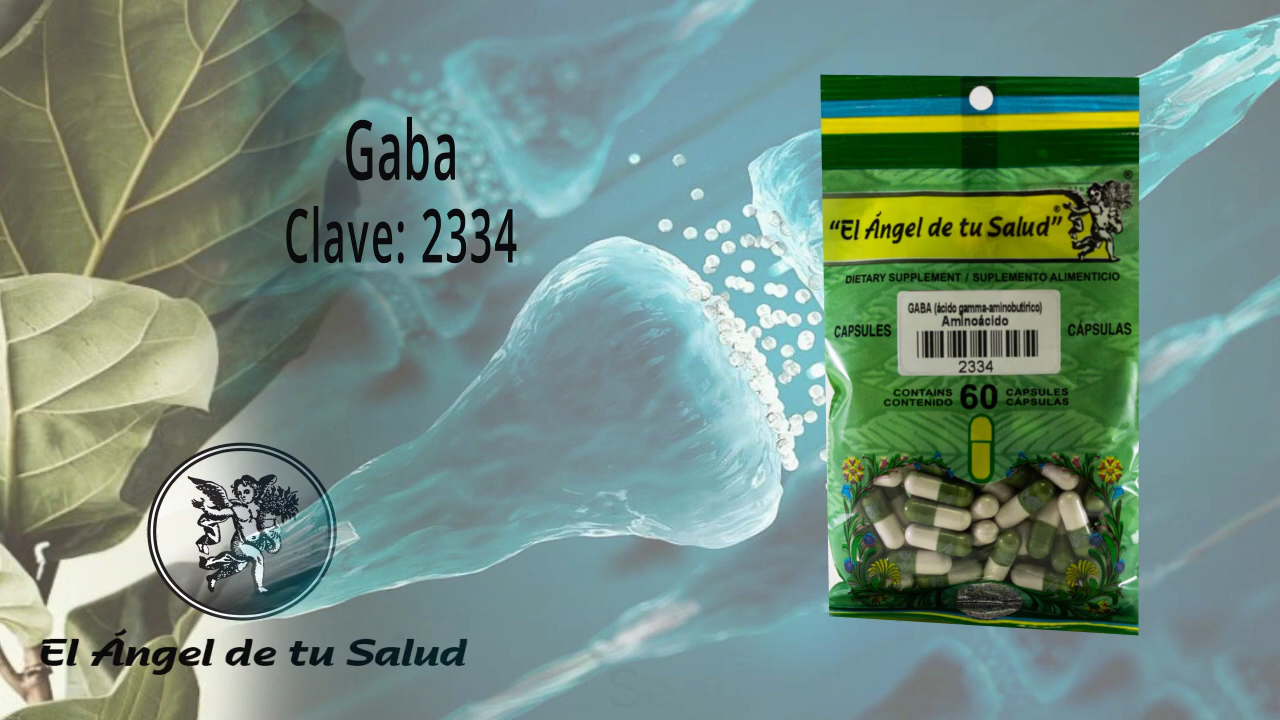 Gaba
Clave: 2334
"El Ángel de tu Salud"®
®
DIETARY SUPPLEMENT / SUPLEMENTO ALIMENTICIO
GABA (ácido gamma-aminobutírico)
Aminoácido
CAPSULES
CÁPSULAS
2334
CONTAINS 60 CAPSULES
CONTENIDO CÁPSULAS
El Ángel de tu Salud